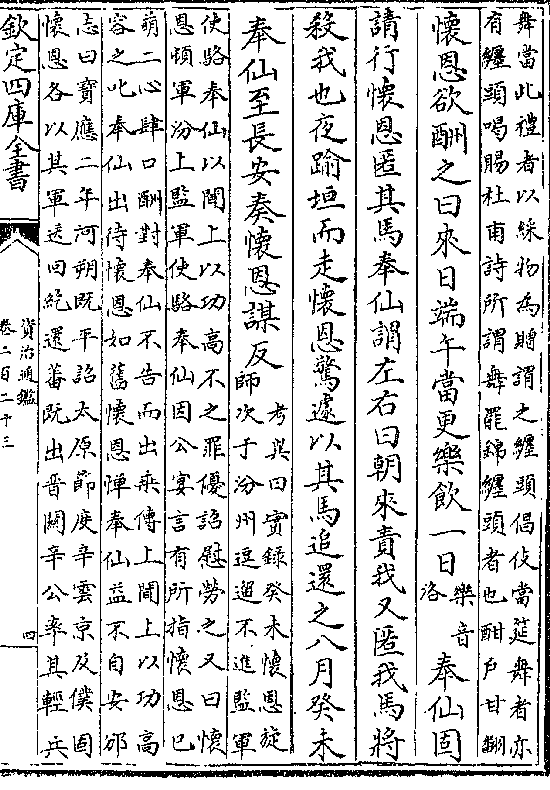 舞當此禮者以綵物為贈謂之纏頭倡伎當筵舞者亦
有纏頭喝賜杜甫詩所謂舞罷錦纏頭者也酣戶甘翻
懷恩欲酬之曰來日端午當更樂飲一日樂音洛奉仙固
請行懷恩匿其馬奉仙謂左右曰朝來責我又匿我馬將
殺我也夜踰垣而走懷恩驚遽以其馬追還之八月癸未
奉仙至長安奏懷恩謀反考異曰實錄癸未懷恩旋
師次于汾州逗遛不進監軍
使駱奉仙以聞上以功高不之罪優詔慰勞之又曰懷
恩頓軍汾上監軍使駱奉仙因公宴言有所指懷恩已
萌二心肆口酬對奉仙不告而出乘傳上聞上以功高
容之叱奉仙出待懷恩如舊懷恩憚奉仙益不自安邠
志曰寶應二年河朔既平詔太原節度辛雲京及僕固
懷恩各以其軍送回紇還蕃既出晉關辛公率其輕兵
欽定四庫全書
資治通鑑
卷二百二十三
四